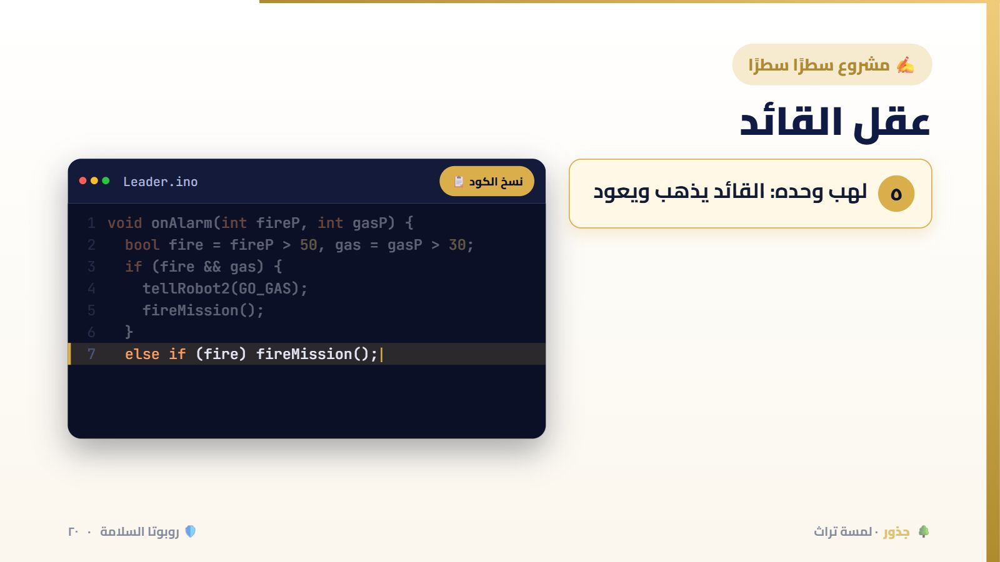 ✍️ مشروع سطرًا سطرًا
عقل القائد
٥ لهب وحده: القائد يذهب ويعود
Leader.ino
نسخ الكود 📋
1 void onAlarm(int fireP, int gasP) {
2   bool fire = fireP > 50, gas = gasP > 30;
3   if (fire && gas) {
4     tellRobot2(GO_GAS);
5     fireMission();
6   }
7   else if (fire) fireMission();
🌳 جذور · لمسة تراث
🛡️ روبوتا السلامة · ٢٠